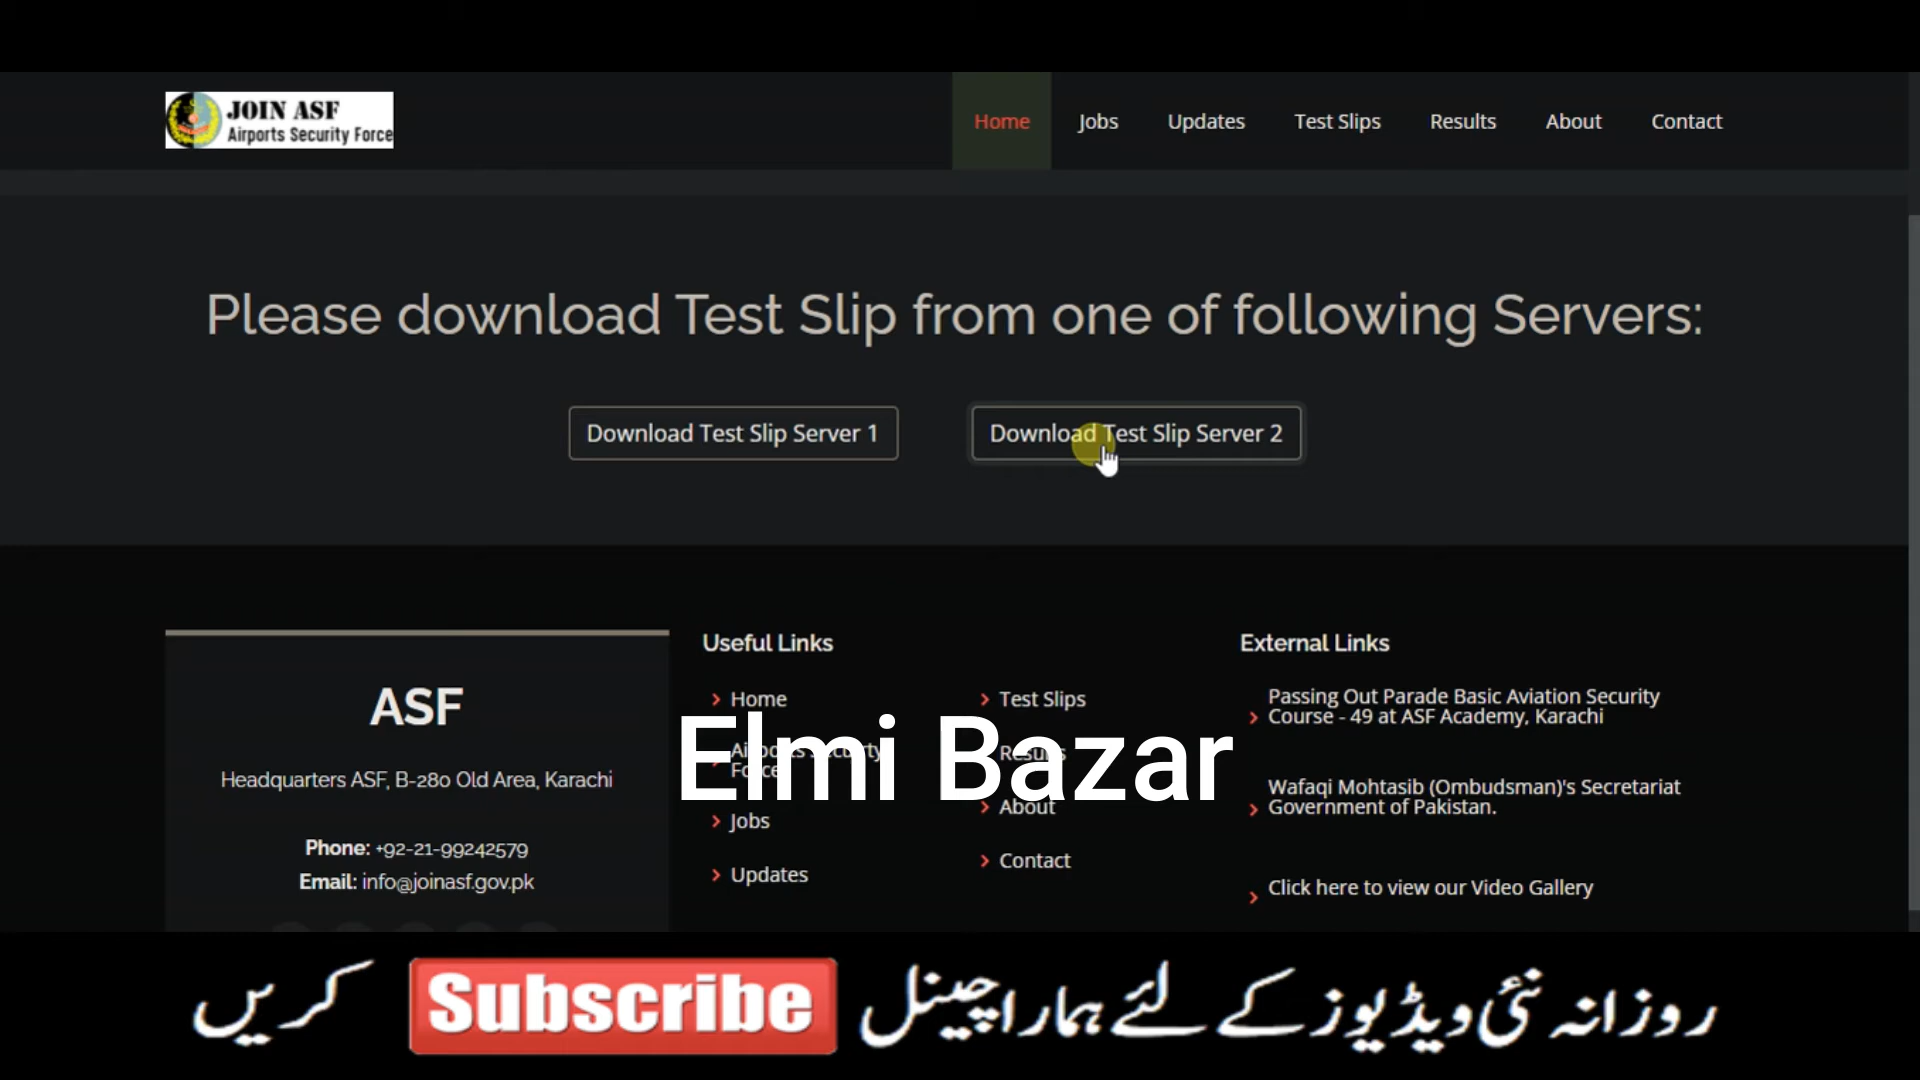 JOIN ASF
Airports Security Force
Home Jobs Updates Test Slips Results About Contact
Please download Test Slip from one of following Servers:
Download Test Slip Server 1 Download Test Slip Server 2
ASF
Headquarters ASF, B-280 Old Area, Karachi
Phone: +92-21-99242579
Email: info@joinasf.gov.pk
Useful Links
Home
Airports Security
Force
Jobs
Updates
Test Slips
Results
About
Contact
External Links
Passing Out Parade Basic Aviation Security
Course - 49 at ASF Academy, Karachi
Wafaqi Mohtasib (Ombudsman)'s Secretariat
Government of Pakistan.
Click here to view our Video Gallery
Elmi Bazar
روزانہ نئی ویڈیوز کے لئے ہمارا چینل Subscribe کریں